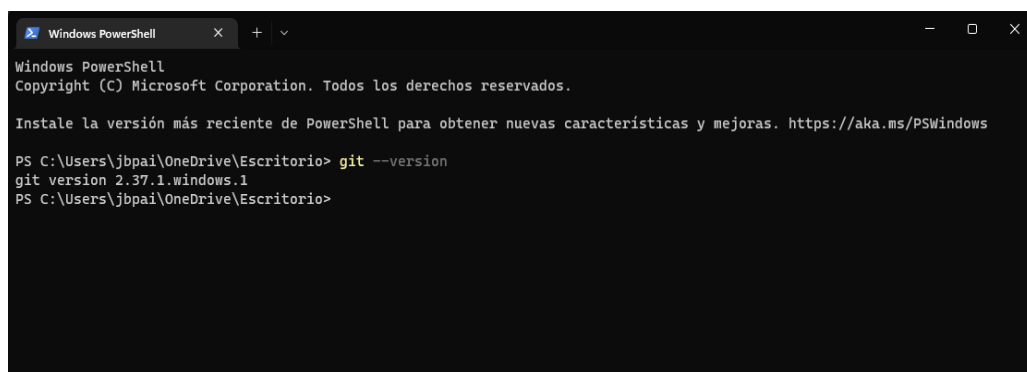 Windows PowerShell
Windows PowerShell
Copyright (C) Microsoft Corporation. Todos los derechos reservados.
Instale la versión más reciente de PowerShell para obtener nuevas características y mejoras. https://aka.ms/PSWindows
PS C:\Users\jbpai\OneDrive\Escritorio> git --version
git version 2.37.1.windows.1
PS C:\Users\jbpai\OneDrive\Escritorio>